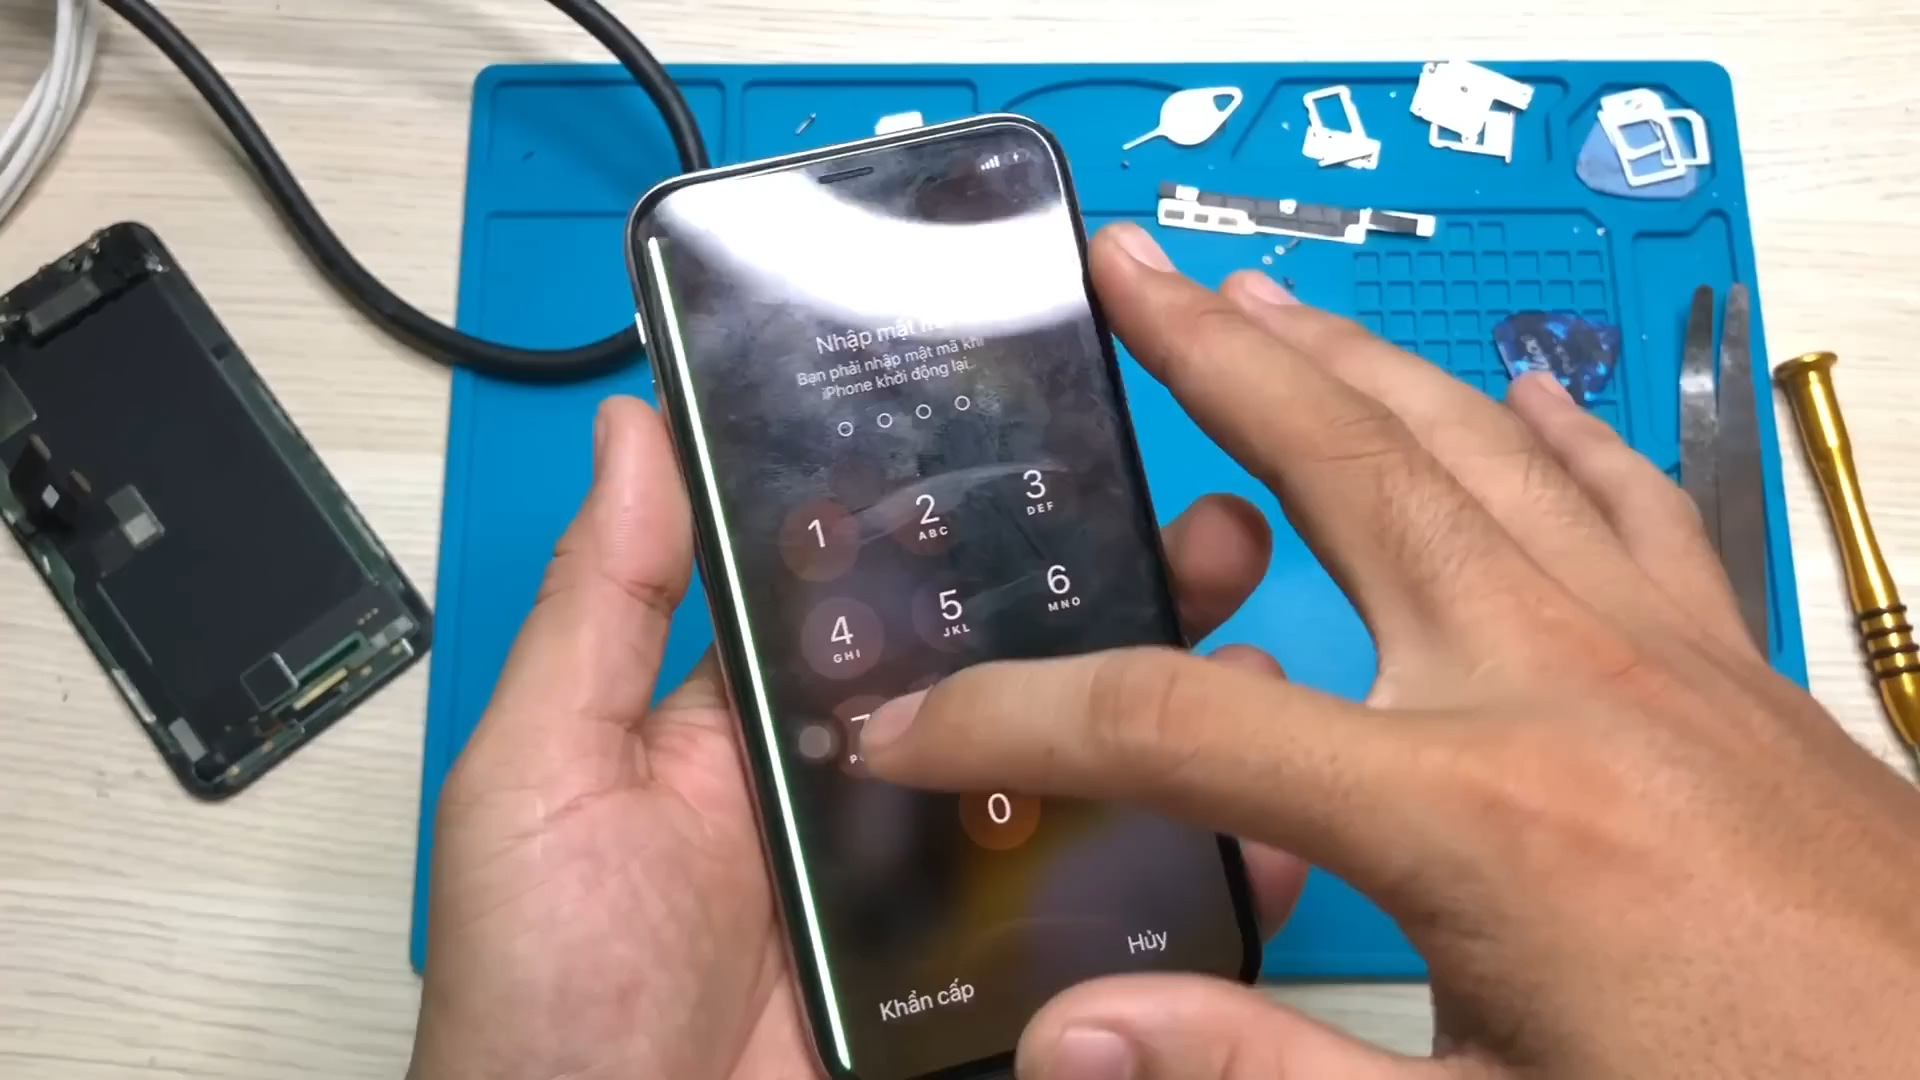 Nhập mật
Bạn phải nhập mật mã khi
iPhone khởi động lại
1
2
ABC
3
DEF
4
GHI
5
JKL
6
MNO
7
0
Hủy
Khẩn cấp